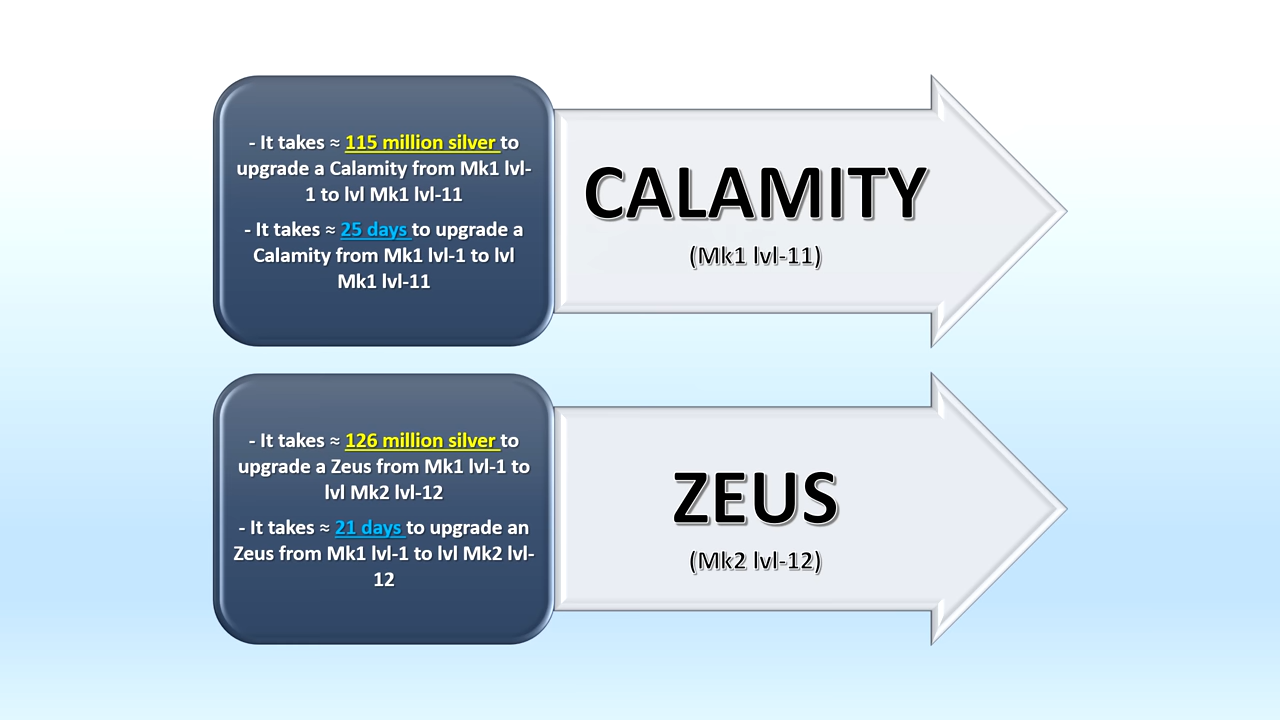 - It takes ≈ 115 million silver to
upgrade a Calamity from Mk1 lvl-
1 to lvl Mk1 lvl-11
- It takes ≈ 25 days to upgrade a
Calamity from Mk1 lvl-1 to lvl
Mk1 lvl-11
CALAMITY
(Mk1 lvl-11)
- It takes ≈ 126 million silver to
upgrade a Zeus from Mk1 lvl-1 to
lvl Mk2 lvl-12
- It takes ≈ 21 days to upgrade an
Zeus from Mk1 lvl-1 to lvl Mk2 lvl-
12
ZEUS
(Mk2 lvl-12)